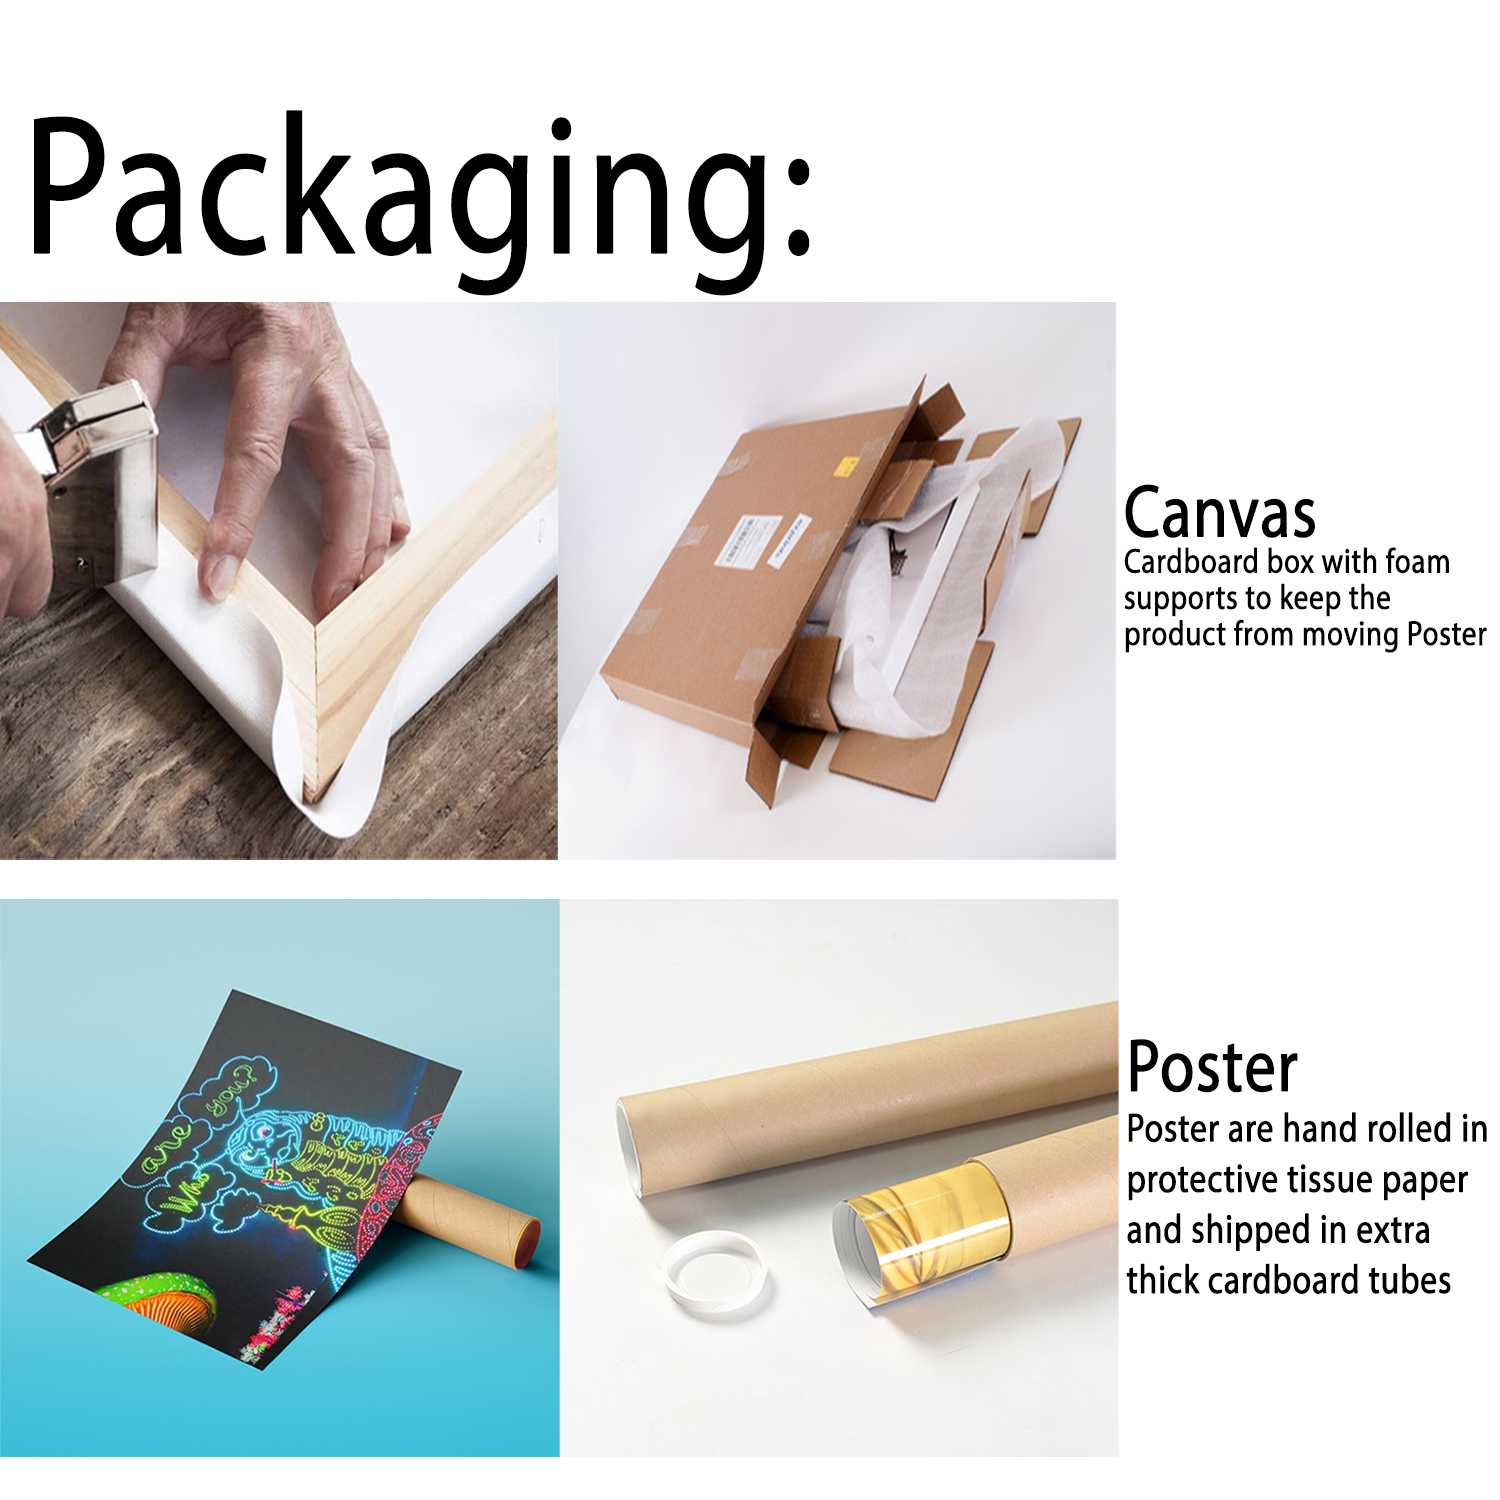 Packaging:
Canvas
Cardboard box with foam
supports to keep the
product from moving Poster
who are you?
Poster
Poster are hand rolled in
protective tissue paper
and shipped in extra
thick cardboard tubes